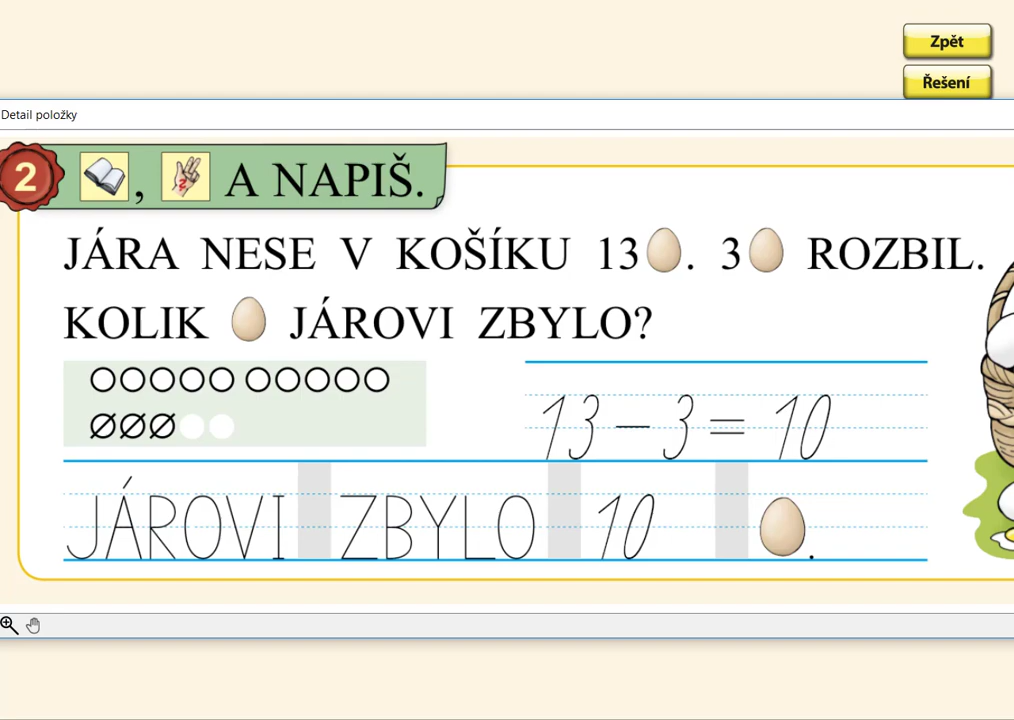 Zpět
Řešení
Detail položky
2 , A NAPIŠ.
JÁRA NESE V KOŠÍKU 13 . 3 ROZBIL.
KOLIK JÁROVI ZBYLO?
13 – 3 = 10
JÁROVI ZBYLO 10 .